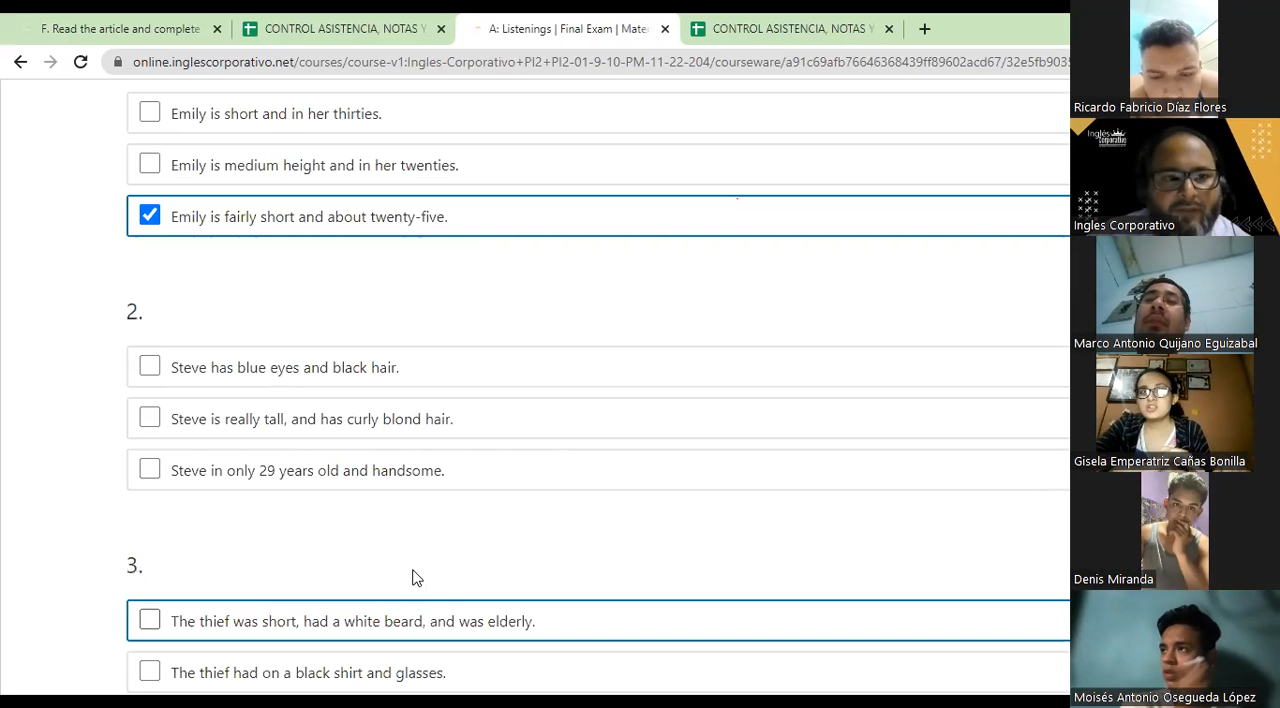 F. Read the article and complete
CONTROL ASISTENCIA, NOTAS Y
A: Listenings | Final Exam | Mate
CONTROL ASISTENCIA, NOTAS Y
online.inglescorporativo.net/courses/course-v1:Ingles-Corporativo+PI2+PI2-01-9-10-PM-11-22-204/courseware/a91c69afb76646368439ff89602acd67/32e5fb903
Emily is short and in her thirties.
Emily is medium height and in her twenties.
Emily is fairly short and about twenty-five.
2.
Steve has blue eyes and black hair.
Steve is really tall, and has curly blond hair.
Steve in only 29 years old and handsome.
3.
The thief was short, had a white beard, and was elderly.
The thief had on a black shirt and glasses.
Ricardo Fabricio Díaz Flores
Inglés
Corporativo
Ingles Corporativo
Marco Antonio Quijano Eguizabal
Gisela Emperatriz Cañas Bonilla
Denis Miranda
Moisés Antonio Osegueda López